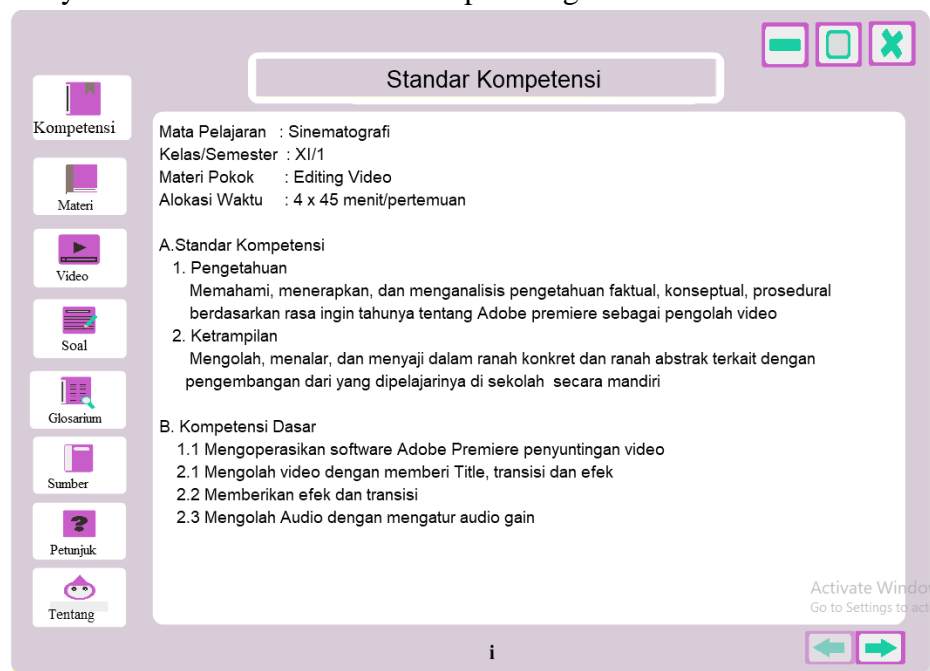 Standar Kompetensi
Kompetensi
Materi
Video
Soal
Glosarium
Sumber
Petunjuk
Tentang
Mata Pelajaran : Sinematografi
Kelas/Semester : XI/1
Materi Pokok : Editing Video
Alokasi Waktu : 4 x 45 menit/pertemuan
A.Standar Kompetensi
1. Pengetahuan
Memahami, menerapkan, dan menganalisis pengetahuan faktual, konseptual, prosedural
berdasarkan rasa ingin tahunya tentang Adobe premiere sebagai pengolah video
2. Ketrampilan
Mengolah, menalar, dan menyaji dalam ranah konkret dan ranah abstrak terkait dengan
pengembangan dari yang dipelajarinya di sekolah secara mandiri
B. Kompetensi Dasar
1.1 Mengoperasikan software Adobe Premiere penyuntingan video
2.1 Mengolah video dengan memberi Title, transisi dan efek
2.2 Memberikan efek dan transisi
2.3 Mengolah Audio dengan mengatur audio gain
Activate Windo
Go to Settings to act
i